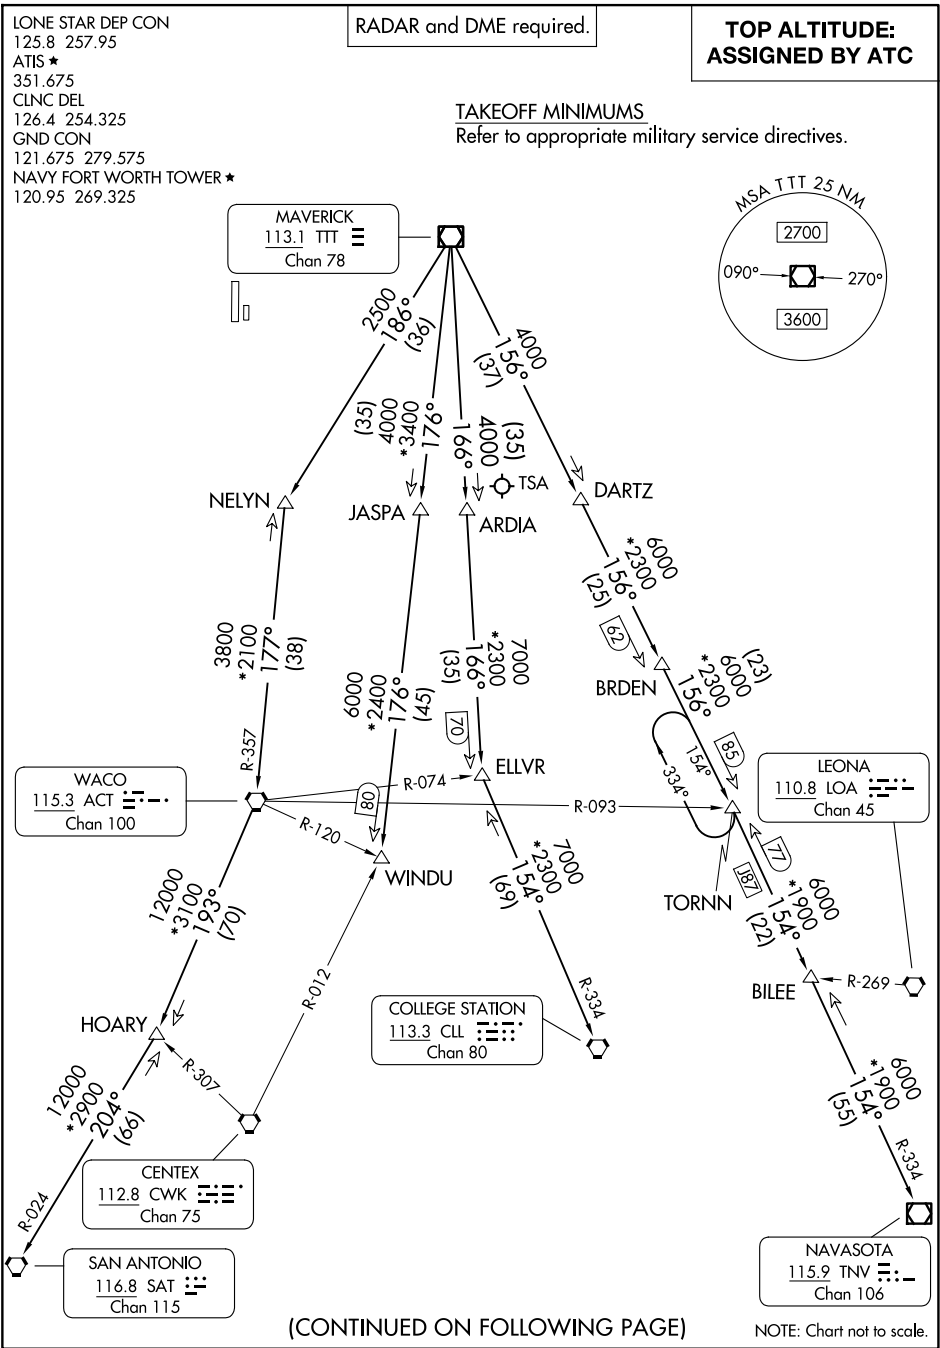 LONE STAR DEP CON
125.8 257.95
ATIS ★
351.675
CLNC DEL
126.4 254.325
GND CON
121.675 279.575
NAVY FORT WORTH TOWER ★
120.95 269.325
RADAR and DME required.
TOP ALTITUDE:
ASSIGNED BY ATC
TAKEOFF MINIMUMS
Refer to appropriate military service directives.
MSA TTT 25 NM
2700
090°
270°
3600
MAVERICK
113.1 TTT
Chan 78
2500
186°
(36)
(35)
4000
*3400
176°
(35)
4000
166°
4000
156°
(37)
TSA
NELYN
JASPA
ARDIA
DARTZ
3800
*2100
177°
(38)
6000
*2400
176°
(45)
7000
*2300
166°
(35)
6000
*2300
156°
(25)
62
BRDEN
(23)
6000
*2300
156°
R-357
70
85
154°
334°
WACO
115.3 ACT
Chan 100
R-074
ELLVR
R-093
R-120
80
WINDU
LEONA
110.8 LOA
Chan 45
TORNN
77
J87
12000
*3100
193°
(70)
7000
*2300
154°
(69)
6000
*1900
154°
(22)
HOARY
R-307
R-012
R-334
BILEE
R-269
COLLEGE STATION
113.3 CLL
Chan 80
12000
*2900
204°
(66)
6000
*1900
154°
(55)
R-334
CENTEX
112.8 CWK
Chan 75
R-024
SAN ANTONIO
116.8 SAT
Chan 115
NAVASOTA
115.9 TNV
Chan 106
(CONTINUED ON FOLLOWING PAGE)
NOTE: Chart not to scale.